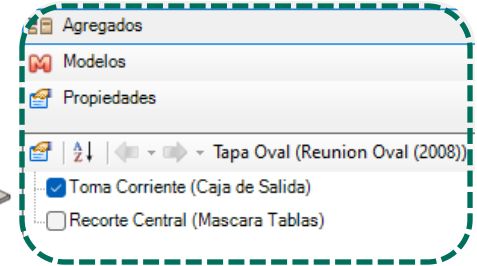 Agregados
Modelos
Propiedades
Tapa Oval (Reunion Oval (2008))
Toma Corriente (Caja de Salida)
Recorte Central (Mascara Tablas)